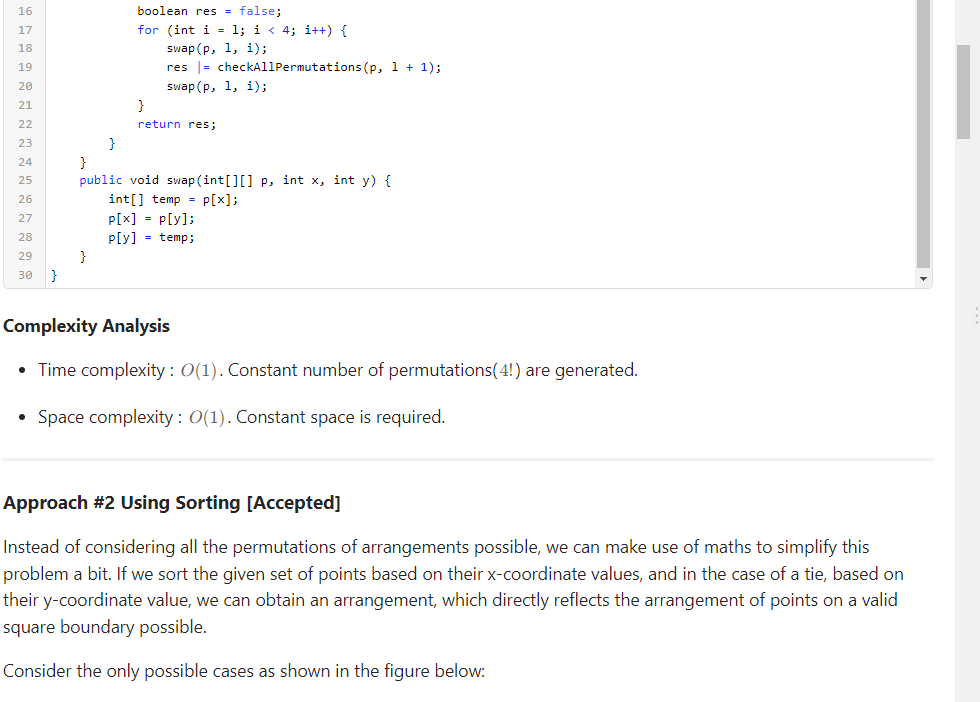 16 boolean res = false;
17 for (int i = l; i < 4; i++) {
18 swap(p, l, i);
19 res |= checkAllPermutations(p, l + 1);
20 swap(p, l, i);
21 }
22 return res;
23 }
24 }
25 public void swap(int[][] p, int x, int y) {
26 int[] temp = p[x];
27 p[x] = p[y];
28 p[y] = temp;
29 }
30 }
Complexity Analysis
• Time complexity : O(1). Constant number of permutations(4!) are generated.
• Space complexity : O(1). Constant space is required.
Approach #2 Using Sorting [Accepted]
Instead of considering all the permutations of arrangements possible, we can make use of maths to simplify this
problem a bit. If we sort the given set of points based on their x-coordinate values, and in the case of a tie, based on
their y-coordinate value, we can obtain an arrangement, which directly reflects the arrangement of points on a valid
square boundary possible.
Consider the only possible cases as shown in the figure below: